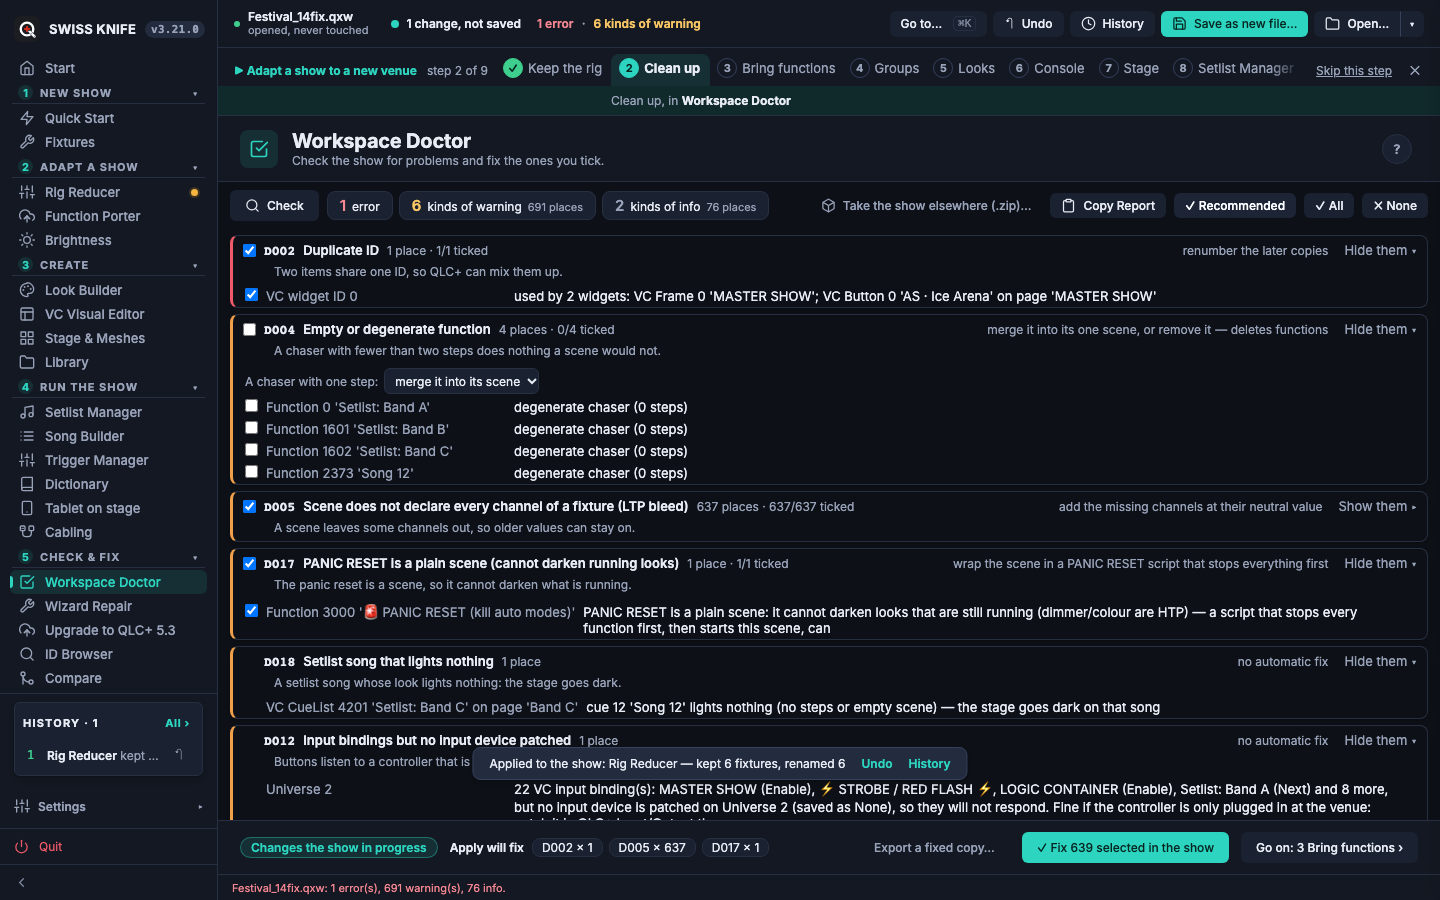 SWISS KNIFE v3.21.0
Start
1 NEW SHOW
Quick Start
Fixtures
2 ADAPT A SHOW
Rig Reducer
Function Porter
Brightness
3 CREATE
Look Builder
VC Visual Editor
Stage & Meshes
Library
4 RUN THE SHOW
Setlist Manager
Song Builder
Trigger Manager
Dictionary
Tablet on stage
Cabling
5 CHECK & FIX
Workspace Doctor
Wizard Repair
Upgrade to QLC+ 5.3
ID Browser
Compare
HISTORY · 1 All ›
1 Rig Reducer kept ...
Settings
Quit
Festival_14fix.qxw
opened, never touched
1 change, not saved 1 error · 6 kinds of warning
Go to... ⌘K Undo History Save as new file... Open...
Adapt a show to a new venue step 2 of 9 Keep the rig 2 Clean up 3 Bring functions 4 Groups 5 Looks 6 Console 7 Stage 8 Setlist Manager Skip this step
Clean up, in Workspace Doctor
Workspace Doctor
Check the show for problems and fix the ones you tick.
?
Check 1 error 6 kinds of warning 691 places 2 kinds of info 76 places Take the show elsewhere (.zip)... Copy Report ✓ Recommended ✓ All ✕ None
D002 Duplicate ID 1 place · 1/1 ticked renumber the later copies Hide them
Two items share one ID, so QLC+ can mix them up.
VC widget ID 0 used by 2 widgets: VC Frame 0 'MASTER SHOW'; VC Button 0 'AS · Ice Arena' on page 'MASTER SHOW'
D004 Empty or degenerate function 4 places · 0/4 ticked merge it into its one scene, or remove it — deletes functions Hide them
A chaser with fewer than two steps does nothing a scene would not.
A chaser with one step: merge it into its scene
Function 0 'Setlist: Band A' degenerate chaser (0 steps)
Function 1601 'Setlist: Band B' degenerate chaser (0 steps)
Function 1602 'Setlist: Band C' degenerate chaser (0 steps)
Function 2373 'Song 12' degenerate chaser (0 steps)
D005 Scene does not declare every channel of a fixture (LTP bleed) 637 places · 637/637 ticked add the missing channels at their neutral value Show them
A scene leaves some channels out, so older values can stay on.
D017 PANIC RESET is a plain scene (cannot darken running looks) 1 place · 1/1 ticked wrap the scene in a PANIC RESET script that stops everything first Hide them
The panic reset is a scene, so it cannot darken what is running.
Function 3000 '🚨 PANIC RESET (kill auto modes)' PANIC RESET is a plain scene: it cannot darken looks that are still running (dimmer/colour are HTP) — a script that stops every
function first, then starts this scene, can
D018 Setlist song that lights nothing 1 place no automatic fix Hide them
A setlist song whose look lights nothing: the stage goes dark.
VC CueList 4201 'Setlist: Band C' on page 'Band C' cue 12 'Song 12' lights nothing (no steps or empty scene) — the stage goes dark on that song
D012 Input bindings but no input device patched 1 place no automatic fix Hide them
Buttons listen to a controller that is
Applied to the show: Rig Reducer — kept 6 fixtures, renamed 6 Undo History
Universe 2 22 VC input binding(s): MASTER SHOW (Enable), ⚡ STROBE / RED FLASH ⚡, LOGIC CONTAINER (Enable), Setlist: Band A (Next) and 8 more,
but no input device is patched on Universe 2 (saved as None), so they will not respond. Fine if the controller is only plugged in at the venue:
Changes the show in progress Apply will fix D002 × 1 D005 × 637 D017 × 1 Export a fixed copy... ✓ Fix 639 selected in the show Go on: 3 Bring functions ›
Festival_14fix.qxw: 1 error(s), 691 warning(s), 76 info.